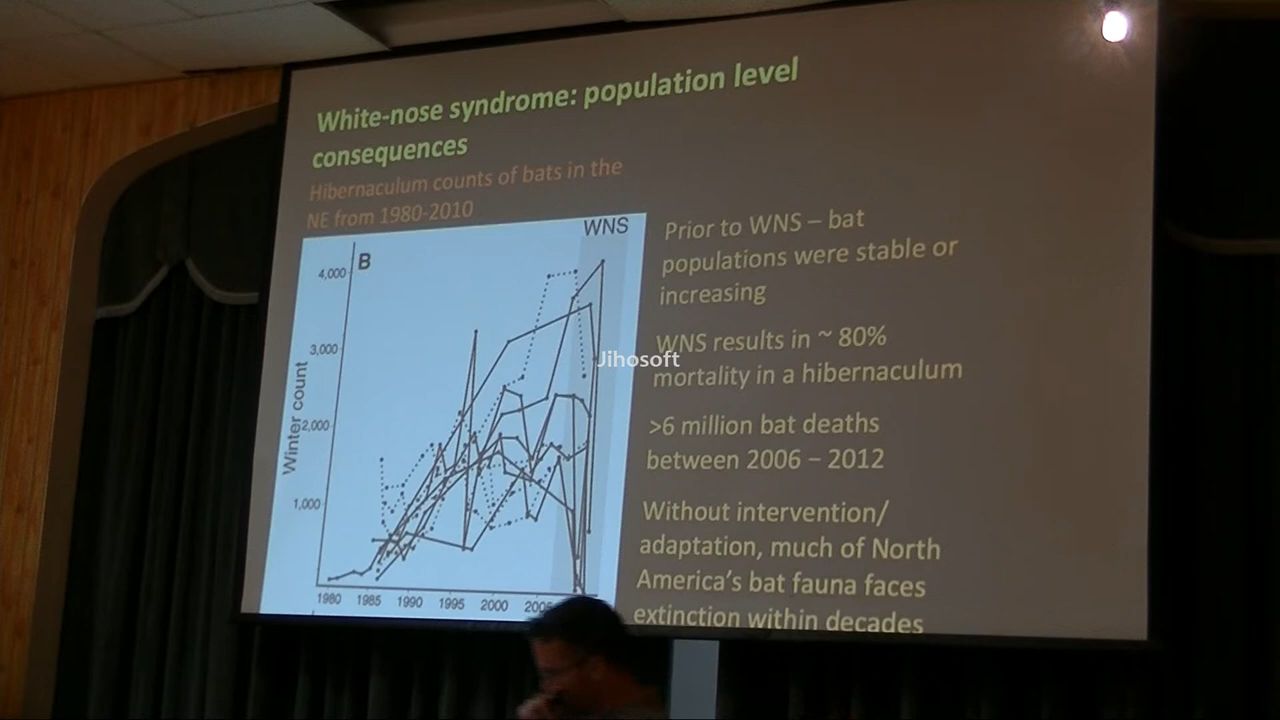 White-nose syndrome: population level
consequences
Hibernaculum counts of bats in the
NE from 1980-2010
WNS
B
4,000
3,000
2,000
1,000
Winter count
1980 1985 1990 1995 2000
Prior to WNS – bat
populations were stable or
increasing
WNS results in ~ 80%
mortality in a hibernaculum
>6 million bat deaths
between 2006 – 2012
Without intervention/
adaptation, much of North
America's bat fauna faces
extinction within decades
Jihosoft